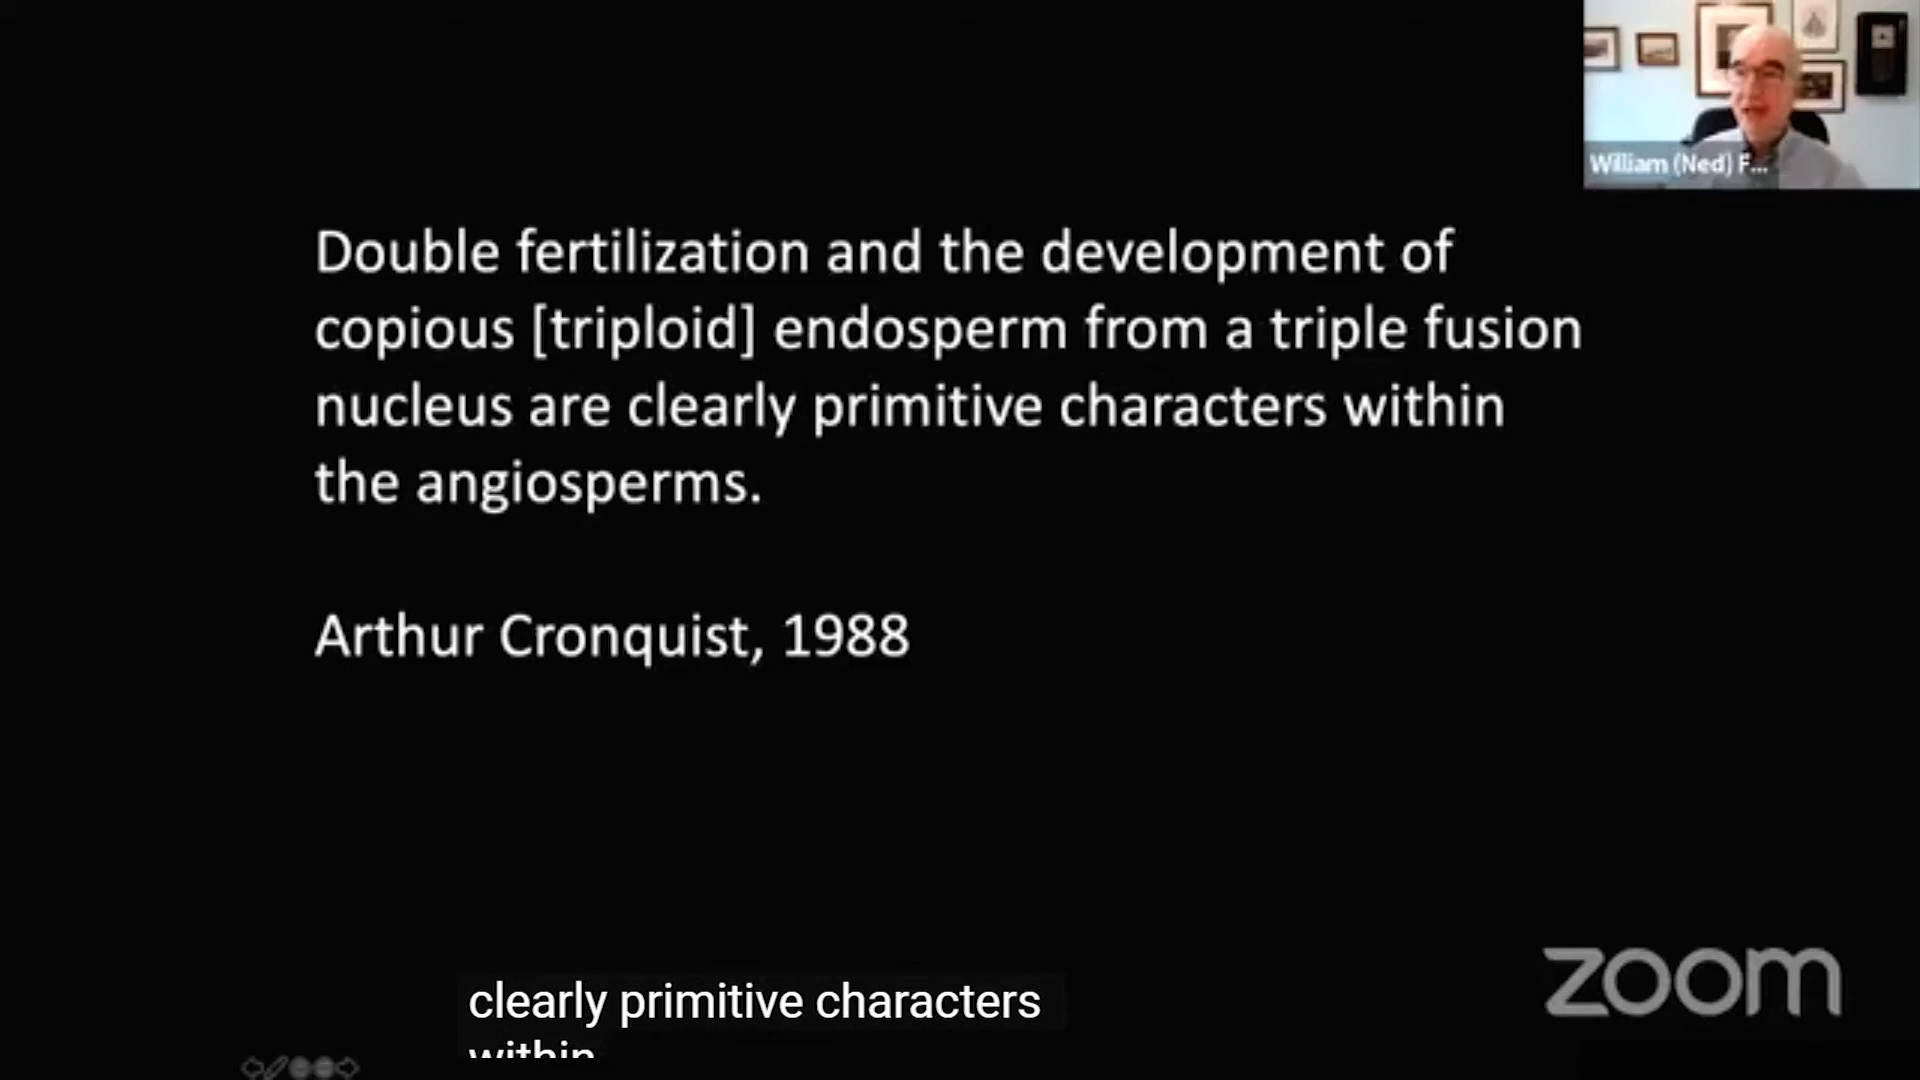 William (Ned) F...
Double fertilization and the development of
copious [triploid] endosperm from a triple fusion
nucleus are clearly primitive characters within
the angiosperms.
Arthur Cronquist, 1988
clearly primitive characters
within
zoom